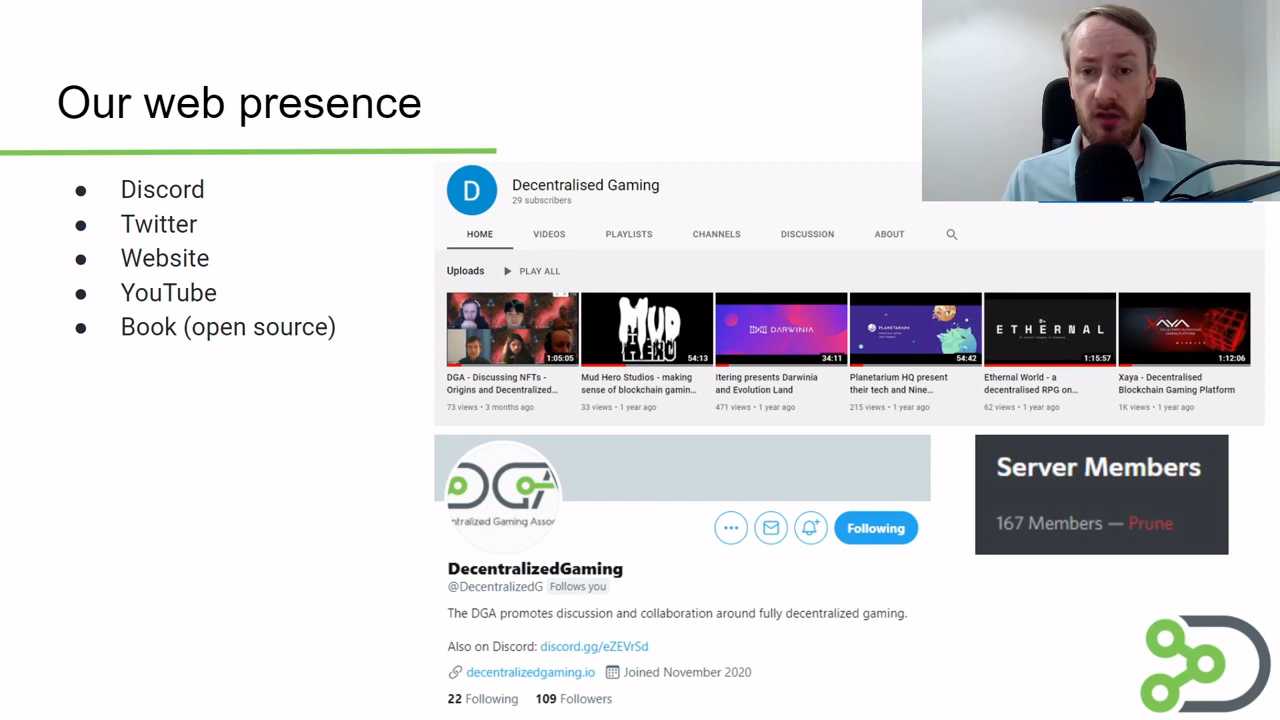 Our web presence
● Discord
● Twitter
● Website
● YouTube
● Book (open source)
D
Decentralised Gaming
29 subscribers
HOME VIDEOS PLAYLISTS CHANNELS DISCUSSION ABOUT
Uploads PLAY ALL
1:05:05
MUD HERO 54:13
DARWINIA 34:11
PLANETARIUM 54:42
ETHERNAL 1:15:57
XAYA 1:12:06
DGA - Discussing NFTs -
Origins and Decentralized...
73 views • 3 months ago
Mud Hero Studios - making
sense of blockchain gamin...
33 views • 1 year ago
Itering presents Darwinia
and Evolution Land
471 views • 1 year ago
Planetarium HQ present
their tech and Nine...
215 views • 1 year ago
Ethernal World - a
decentralised RPG on...
62 views • 1 year ago
Xaya - Decentralised
Blockchain Gaming Platform
1K views • 1 year ago
DGA
ntralized Gaming Assor
Following
DecentralizedGaming
@DecentralizedG Follows you
The DGA promotes discussion and collaboration around fully decentralized gaming.
Also on Discord: discord.gg/eZEVrSd
decentralizedgaming.io Joined November 2020
22 Following 109 Followers
Server Members
167 Members — Prune